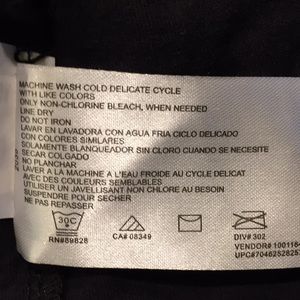 MACHINE WASH COLD DELICATE CYCLE
WITH LIKE COLORS
ONLY NON-CHLORINE BLEACH, WHEN NEEDED
LINE DRY
DO NOT IRON
LAVAR EN LAVADORA CON AGUA FRIA CICLO DELICADO
CON COLORES SIMILARES
SOLAMENTE BLANQUEADOR SIN CLORO CUANDO SE NECESITE
SECAR COLGADO
NO PLANCHAR
LAVER A LA MACHINE A L'EAU FROIDE AU CYCLE DELICAT
AVEC DES COULEURS SEMBLABLES
UTILISER UN JAVELLISANT NON CHLORE AU BESOIN
SUSPENDRE POUR SECHER
NE PAS REPASSER
30C
RN#89828 CA# 08349 DIV# 302
VENDOR# 1001184